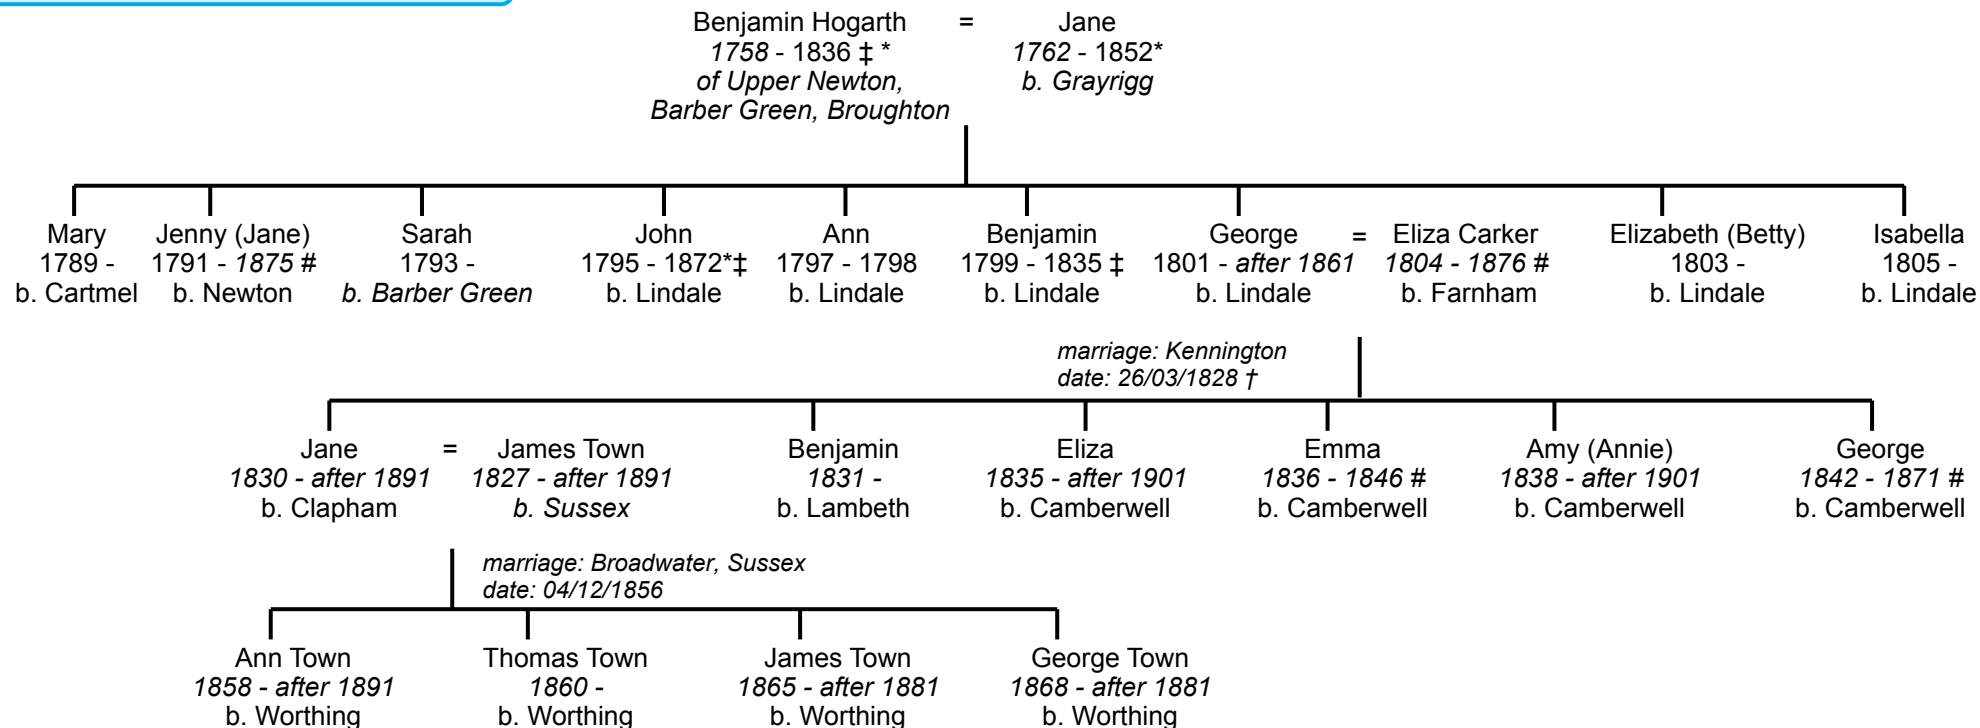 Benjamin Hogarth = Jane
1758 - 1836 ‡ * 1762 - 1852*
of Upper Newton, b. Grayrigg
Barber Green, Broughton
Mary Jenny (Jane) Sarah John Ann Benjamin George = Eliza Carker Elizabeth (Betty) Isabella
1789 - 1791 - 1875 # 1793 - 1795 - 1872*‡ 1797 - 1798 1799 - 1835 ‡ 1801 - after 1861 1804 - 1876 # 1803 - 1805 -
b. Cartmel b. Newton b. Barber Green b. Lindale b. Lindale b. Lindale b. Lindale b. Farnham b. Lindale b. Lindale
marriage: Kennington
date: 26/03/1828 †
Jane = James Town Benjamin Eliza Emma Amy (Annie) George
1830 - after 1891 1827 - after 1891 1831 - 1835 - after 1901 1836 - 1846 # 1838 - after 1901 1842 - 1871 #
b. Clapham b. Sussex b. Lambeth b. Camberwell b. Camberwell b. Camberwell b. Camberwell
marriage: Broadwater, Sussex
date: 04/12/1856
Ann Town Thomas Town James Town George Town
1858 - after 1891 1860 - 1865 - after 1881 1868 - after 1881
b. Worthing b. Worthing b. Worthing b. Worthing